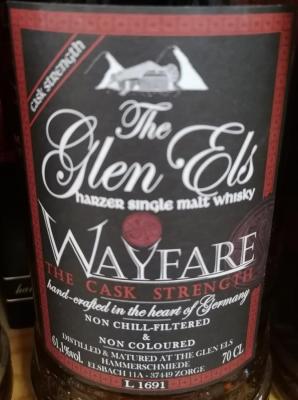 cask strength
The
Glen Els
harzer single malt whisky
WAYFARE
THE CASK STRENGTH
hand-crafted in the heart of Germany
NON CHILL-FILTERED
&
NON COLOURED
61,1%vol.
DISTILLED & MATURED AT THE GLEN ELS
HAMMERSCHMIEDE
ELSBACH 11A - 37449 ZORGE
70 CL
L 1691